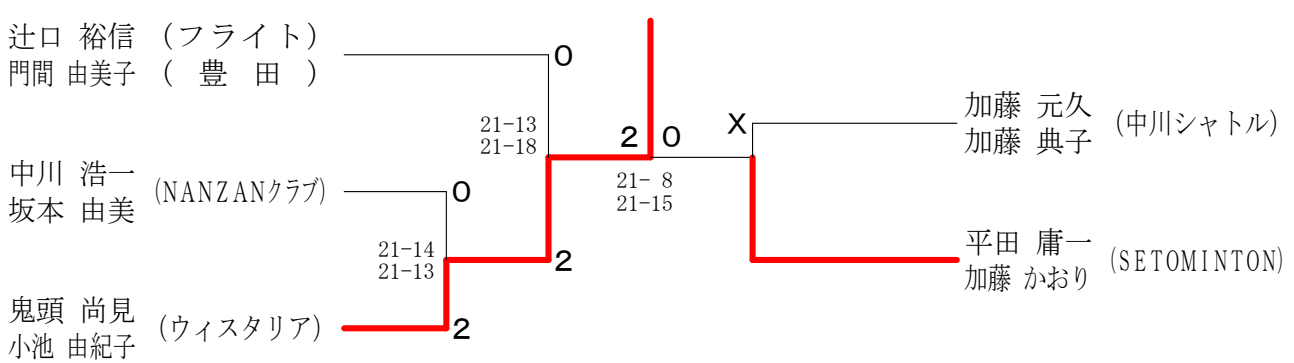 辻口 裕信 (フライト)
門間 由美子 ( 豊 田 )
0
21-13
21-18
中川 浩一
坂本 由美
(NANZANクラブ)
0
21-14
21-13
2
鬼頭 尚見
小池 由紀子
(ウィスタリア)
2
2 0
21- 8
21-15
X
加藤 元久
加藤 典子
(中川シャトル)
平田 庸一
加藤 かおり
(SETOMINTON)